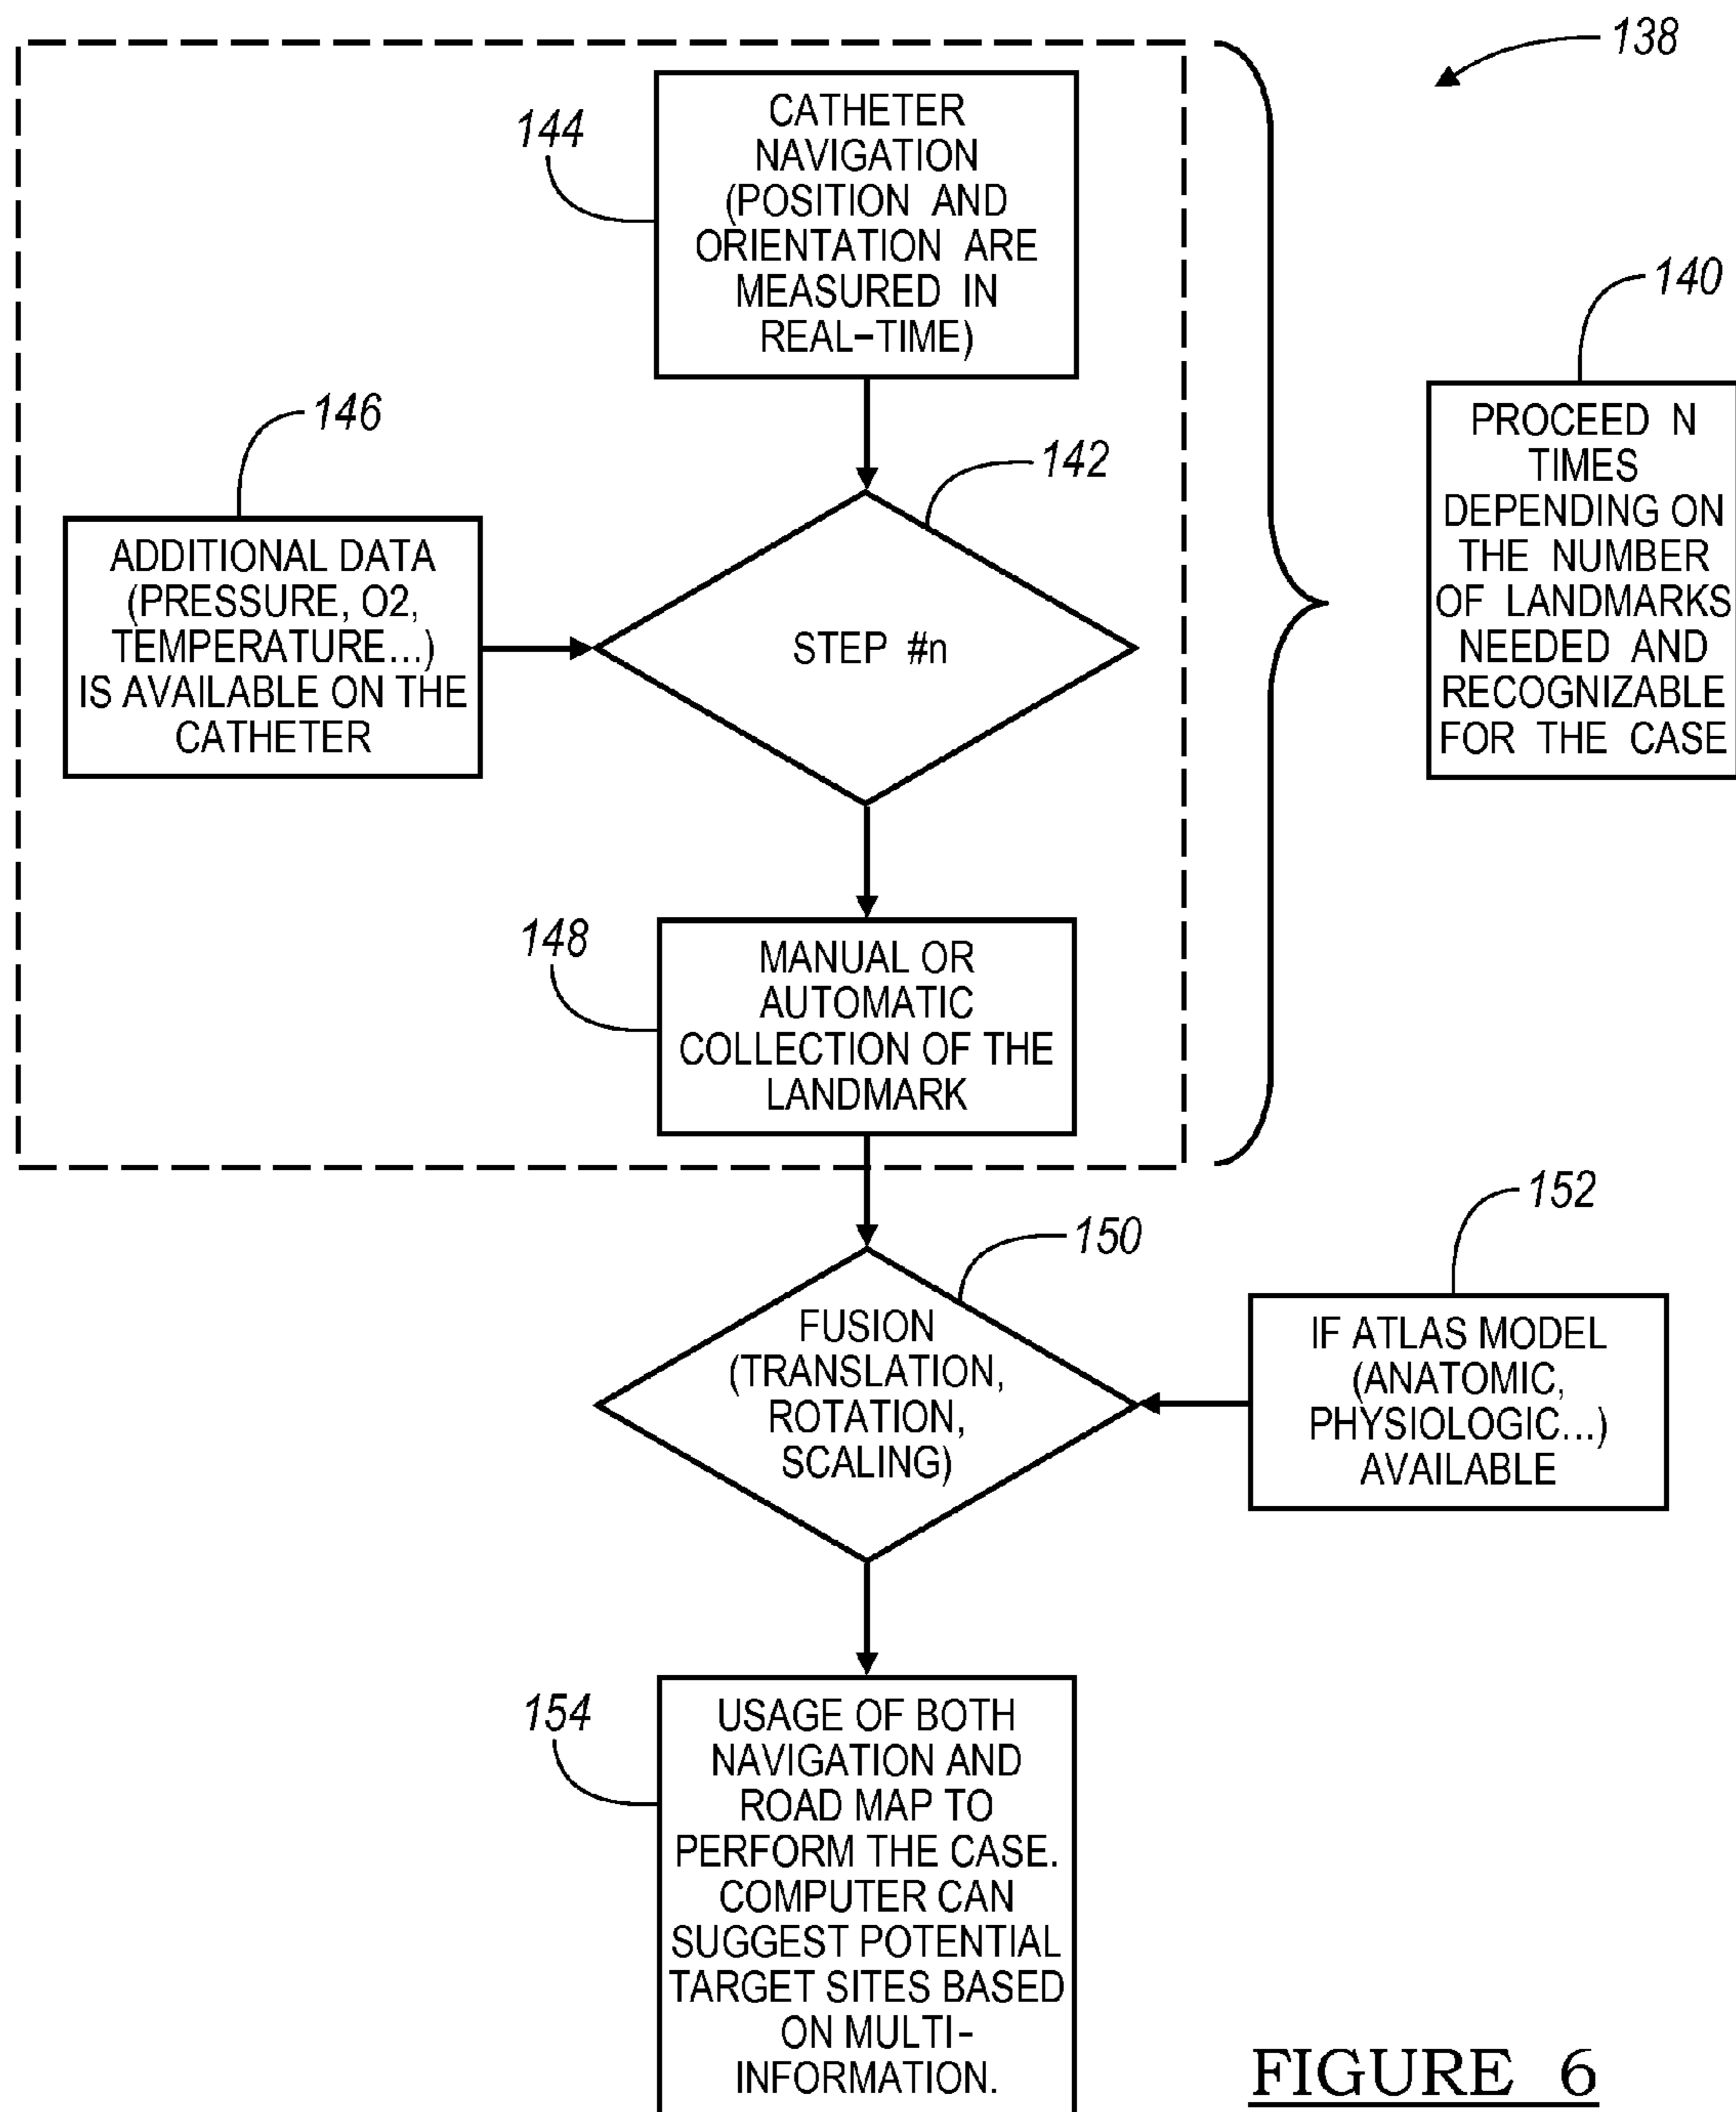 138
144
CATHETER
NAVIGATION
(POSITION AND
ORIENTATION ARE
MEASURED IN
REAL-TIME)
140
PROCEED N
TIMES
DEPENDING ON
THE NUMBER
OF LANDMARKS
NEEDED AND
RECOGNIZABLE
FOR THE CASE
146
ADDITIONAL DATA
(PRESSURE, O2,
TEMPERATURE...)
IS AVAILABLE ON THE
CATHETER
142
STEP #n
148
MANUAL OR
AUTOMATIC
COLLECTION OF THE
LANDMARK
150
FUSION
(TRANSLATION,
ROTATION,
SCALING)
152
IF ATLAS MODEL
(ANATOMIC,
PHYSIOLOGIC...)
AVAILABLE
154
USAGE OF BOTH
NAVIGATION AND
ROAD MAP TO
PERFORM THE CASE.
COMPUTER CAN
SUGGEST POTENTIAL
TARGET SITES BASED
ON MULTI-
INFORMATION.
FIGURE 6